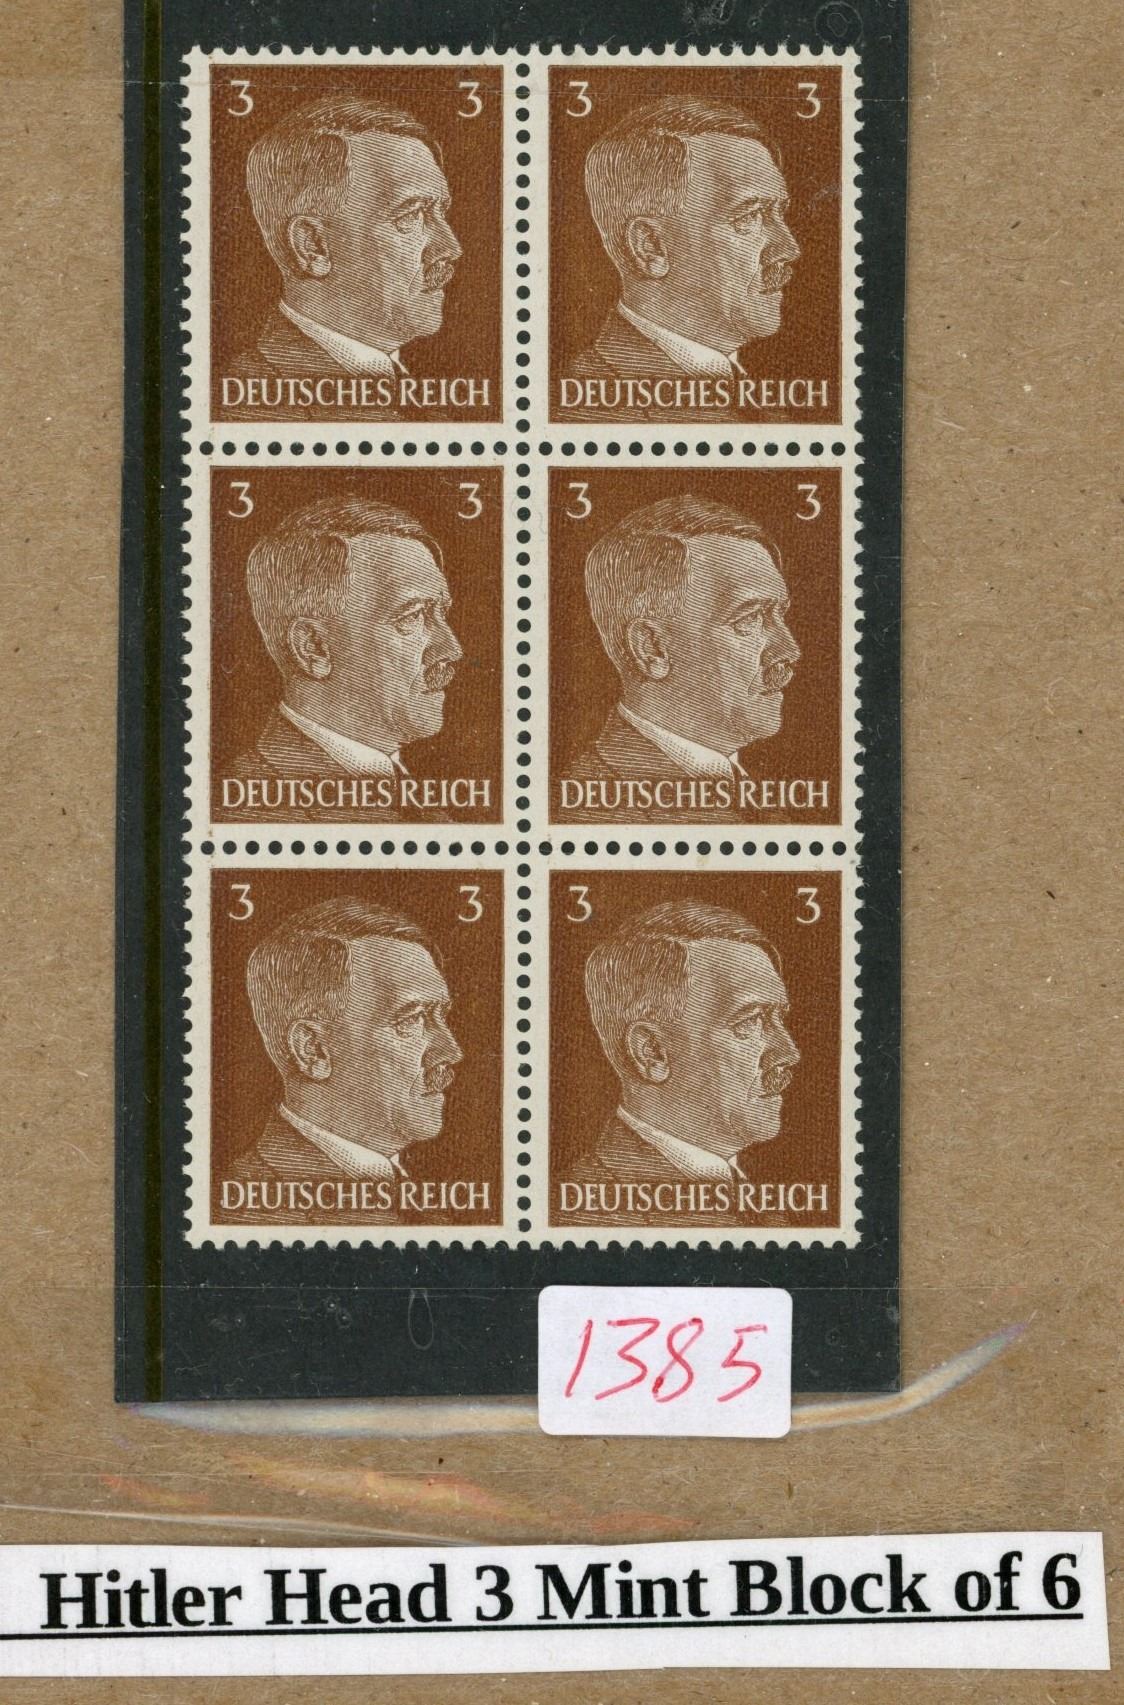 3 3 3 3
DEUTSCHES REICH DEUTSCHES REICH
3 3 3 3
DEUTSCHES REICH DEUTSCHES REICH
3 3 3 3
DEUTSCHES REICH DEUTSCHES REICH
1385
Hitler Head 3 Mint Block of 6